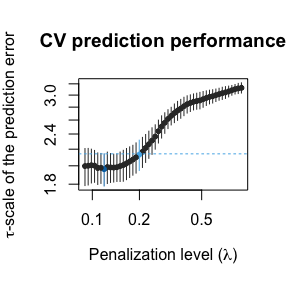 CV prediction performance
τ-scale of the prediction error
3.0
2.4
1.8
0.1 0.2 0.5
Penalization level (λ)